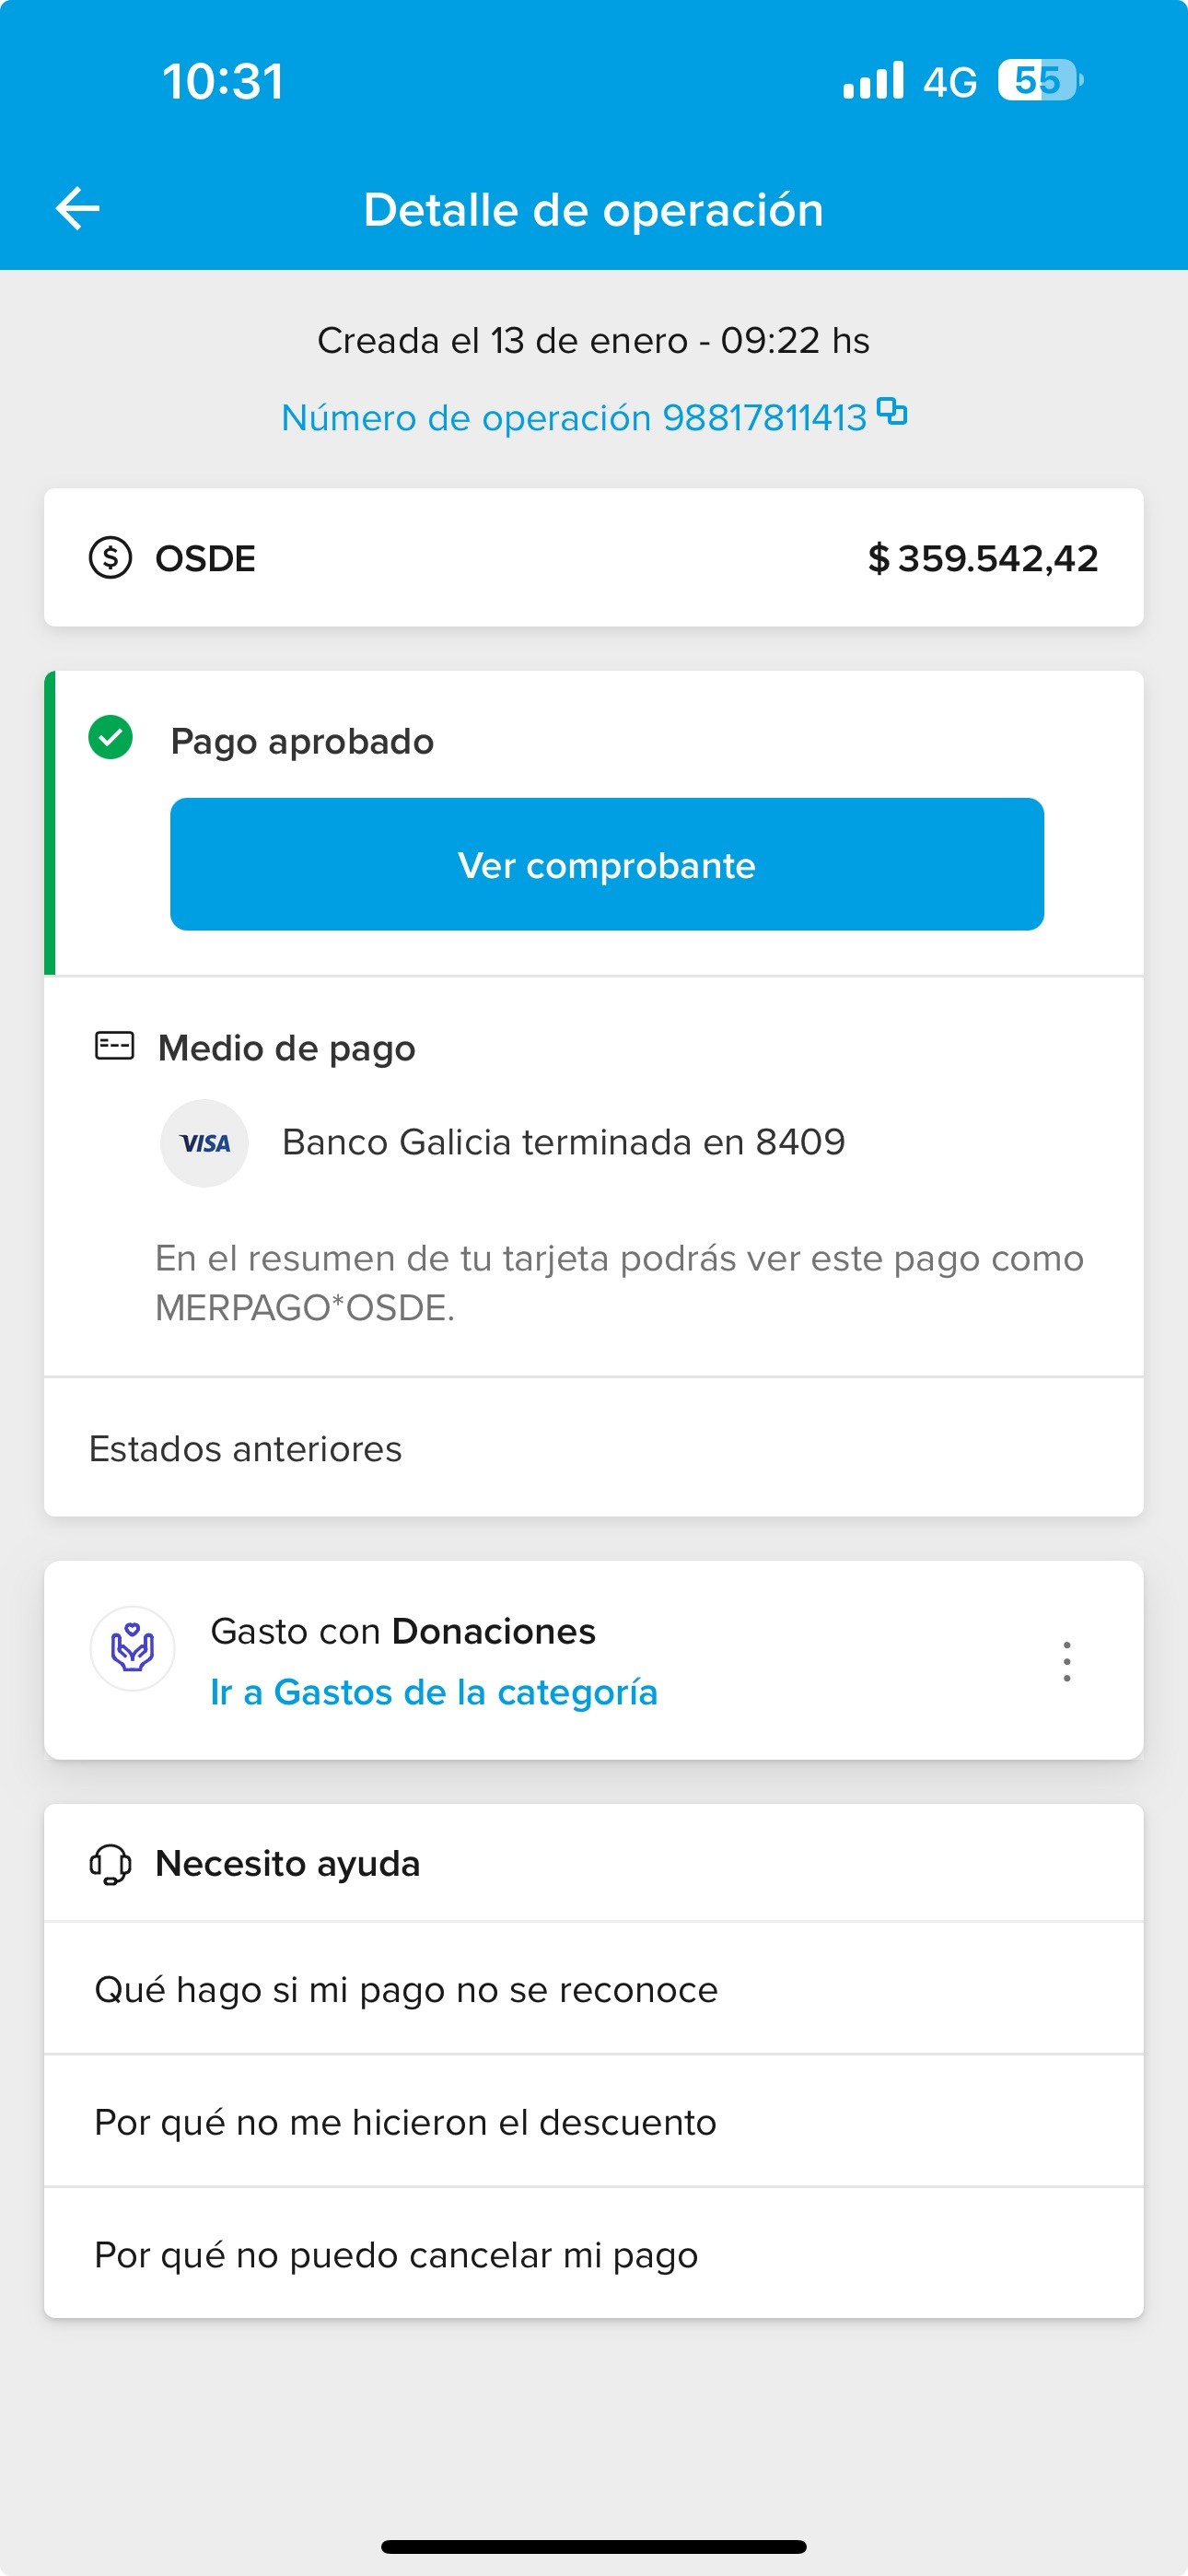 10:31
4G 55
Detalle de operación
Creada el 13 de enero - 09:22 hs
Número de operación 98817811413
OSDE $ 359.542,42
Pago aprobado
Ver comprobante
Medio de pago
VISA Banco Galicia terminada en 8409
En el resumen de tu tarjeta podrás ver este pago como
MERPAGO*OSDE.
Estados anteriores
Gasto con Donaciones
Ir a Gastos de la categoría
Necesito ayuda
Qué hago si mi pago no se reconoce
Por qué no me hicieron el descuento
Por qué no puedo cancelar mi pago